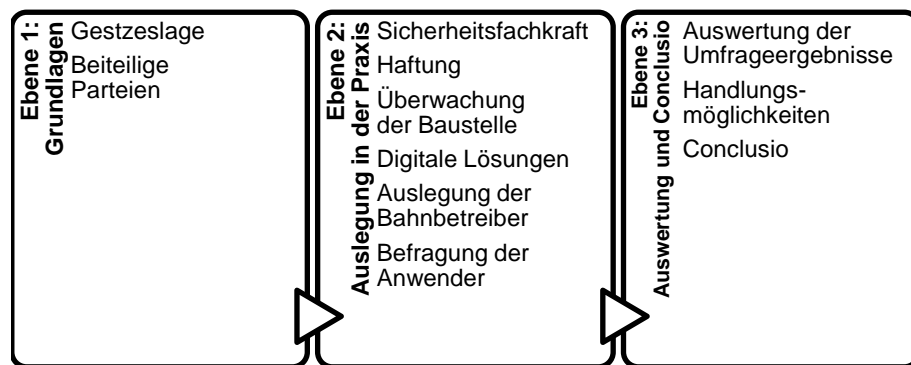 Ebene 1:
Grundlagen
Gestzeslage
Beiteilige
Parteien
Ebene 2:
Auslegung in der Praxis
Sicherheitsfachkraft
Haftung
Überwachung
der Baustelle
Digitale Lösungen
Auslegung der
Bahnbetreiber
Befragung der
Anwender
Ebene 3:
Auswertung und Conclusio
Auswertung der
Umfrageergebnisse
Handlungs-
möglichkeiten
Conclusio